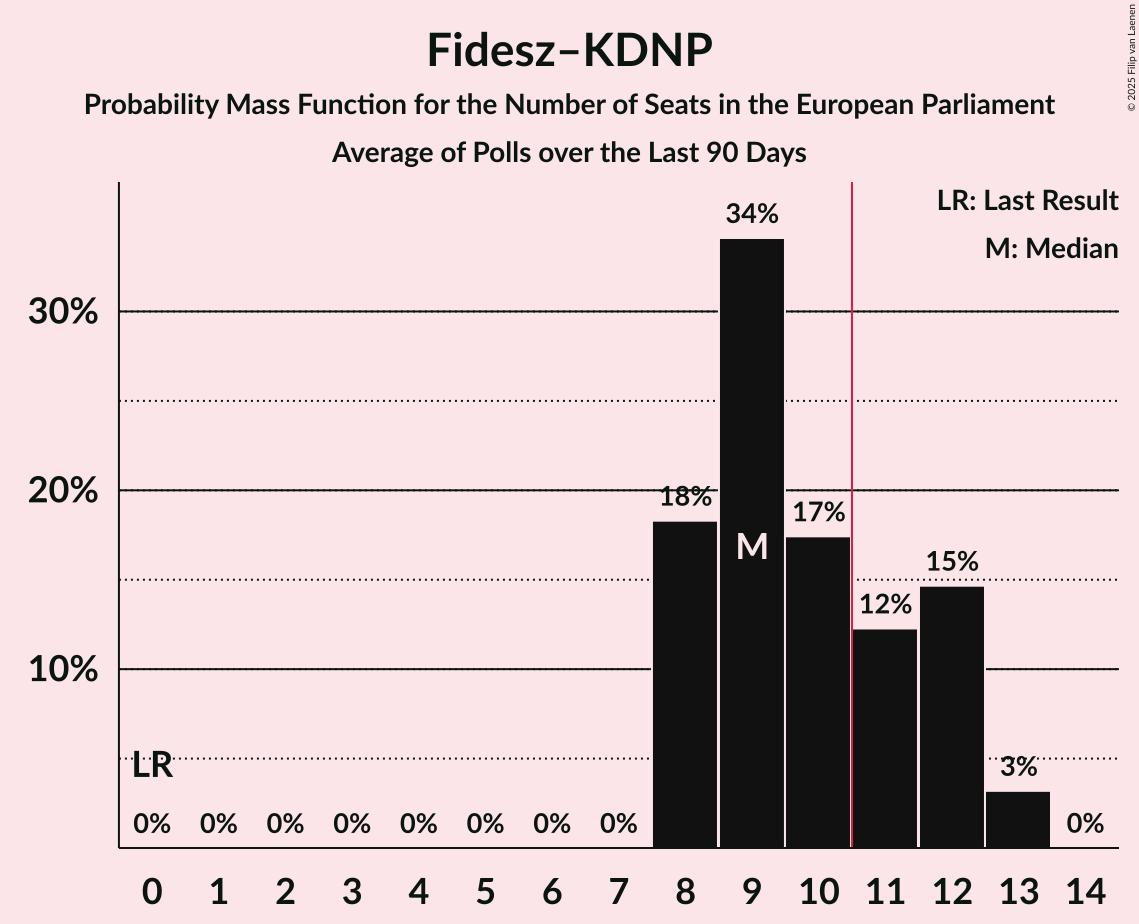 Fidesz–KDNP
Probability Mass Function for the Number of Seats in the European Parliament
Average of Polls over the Last 90 Days
© 2025 Filip van Laenen
LR: Last Result
M: Median
34%
30%
20%
18%
17%
M
15%
12%
10%
LR
3%
0% 0% 0% 0% 0% 0% 0% 0% 0%
0 1 2 3 4 5 6 7 8 9 10 11 12 13 14